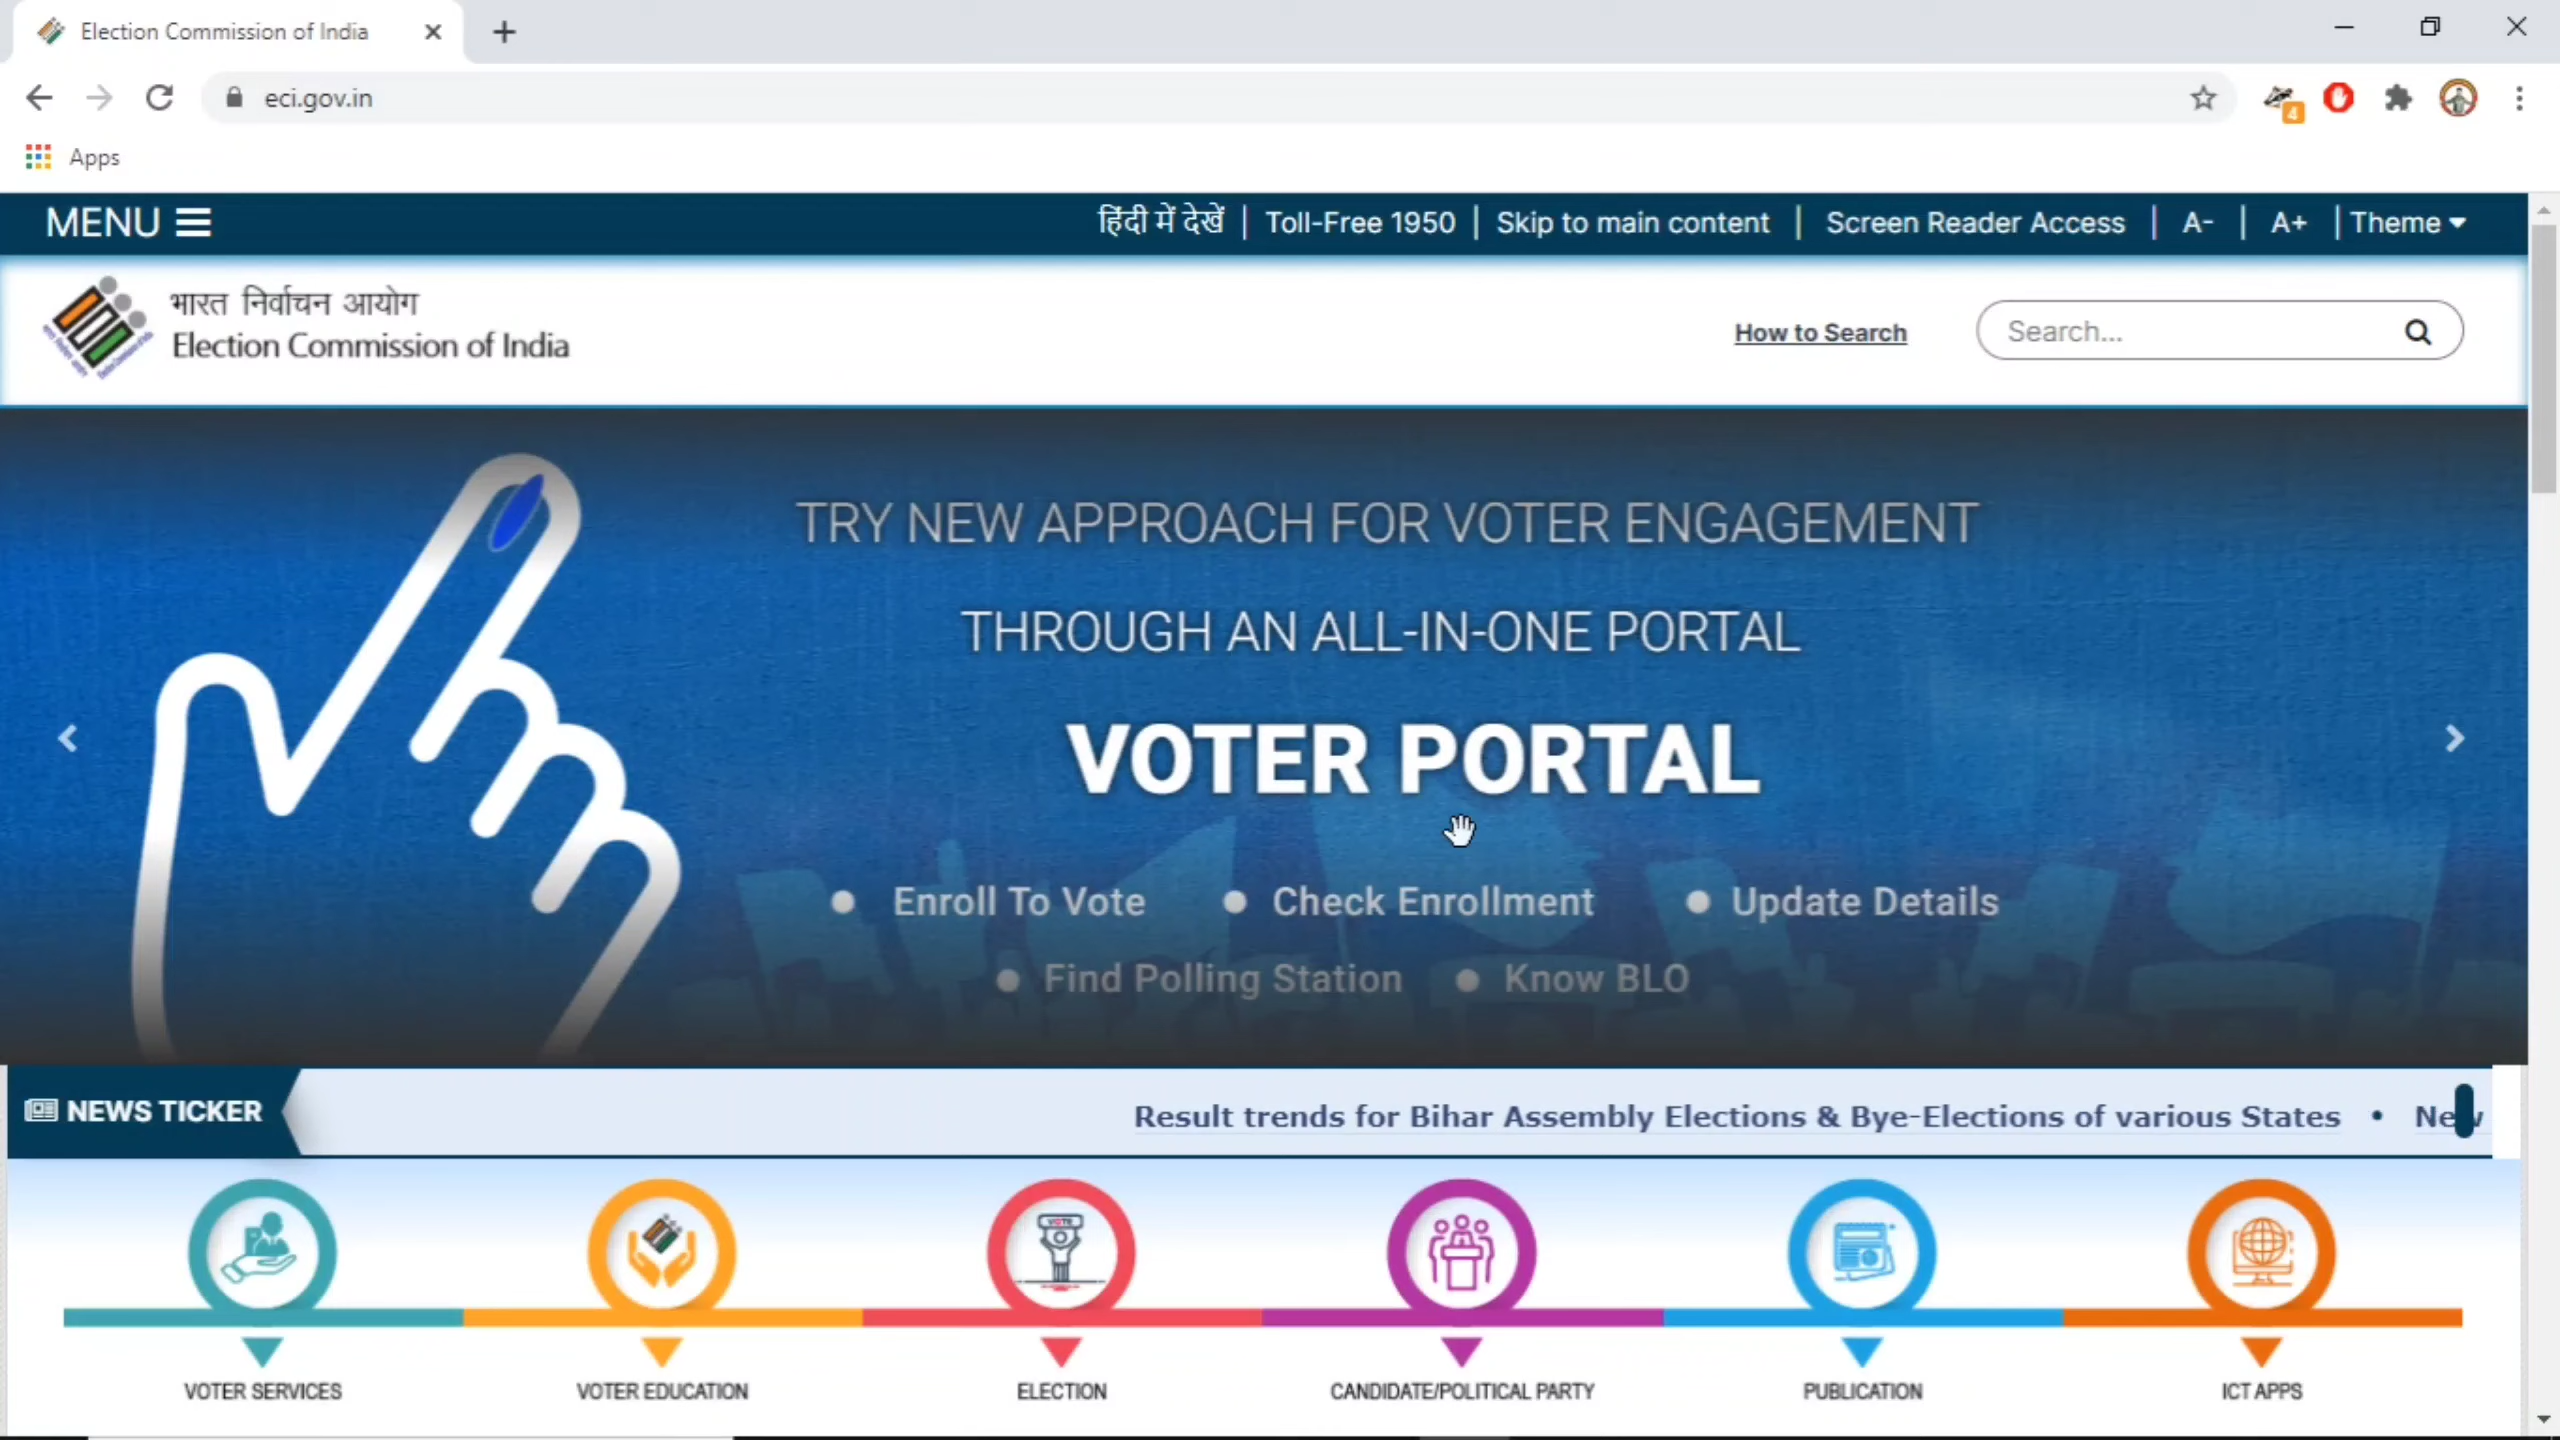 Election Commission of India
eci.gov.in
4
Apps
MENU
हिंदी में देखें | Toll-Free 1950 | Skip to main content | Screen Reader Access | A- | A+ | Theme
भारत निर्वाचन आयोग
Election Commission of India
How to Search
Search...
TRY NEW APPROACH FOR VOTER ENGAGEMENT
THROUGH AN ALL-IN-ONE PORTAL
VOTER PORTAL
Enroll To Vote
Check Enrollment
Update Details
Find Polling Station
Know BLO
NEWS TICKER
Result trends for Bihar Assembly Elections & Bye-Elections of various States •
VOTE
VOTER SERVICES
VOTER EDUCATION
ELECTION
CANDIDATE/POLITICAL PARTY
PUBLICATION
ICT APPS